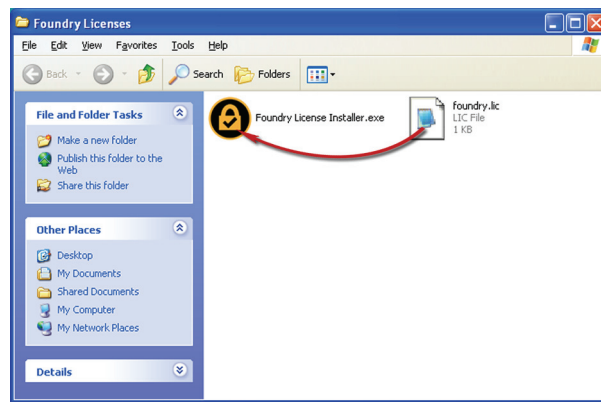 Foundry Licenses
File Edit View Favorites Tools Help
Back Search Folders
File and Folder Tasks
Make a new folder
Publish this folder to the
Web
Share this folder
Other Places
Desktop
My Documents
Shared Documents
My Computer
My Network Places
Details
Foundry License Installer.exe
foundry.lic
LIC File
1 KB